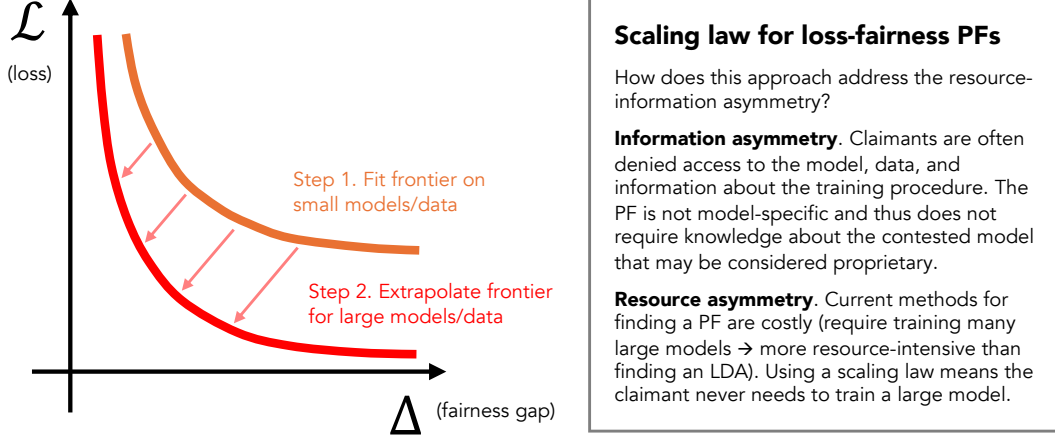 ℒ
(loss)
Step 1. Fit frontier on
small models/data
Step 2. Extrapolate frontier
for large models/data
Δ (fairness gap)
Scaling law for loss-fairness PFs
How does this approach address the resource-
information asymmetry?
Information asymmetry. Claimants are often
denied access to the model, data, and
information about the training procedure. The
PF is not model-specific and thus does not
require knowledge about the contested model
that may be considered proprietary.
Resource asymmetry. Current methods for
finding a PF are costly (require training many
large models → more resource-intensive than
finding an LDA). Using a scaling law means the
claimant never needs to train a large model.